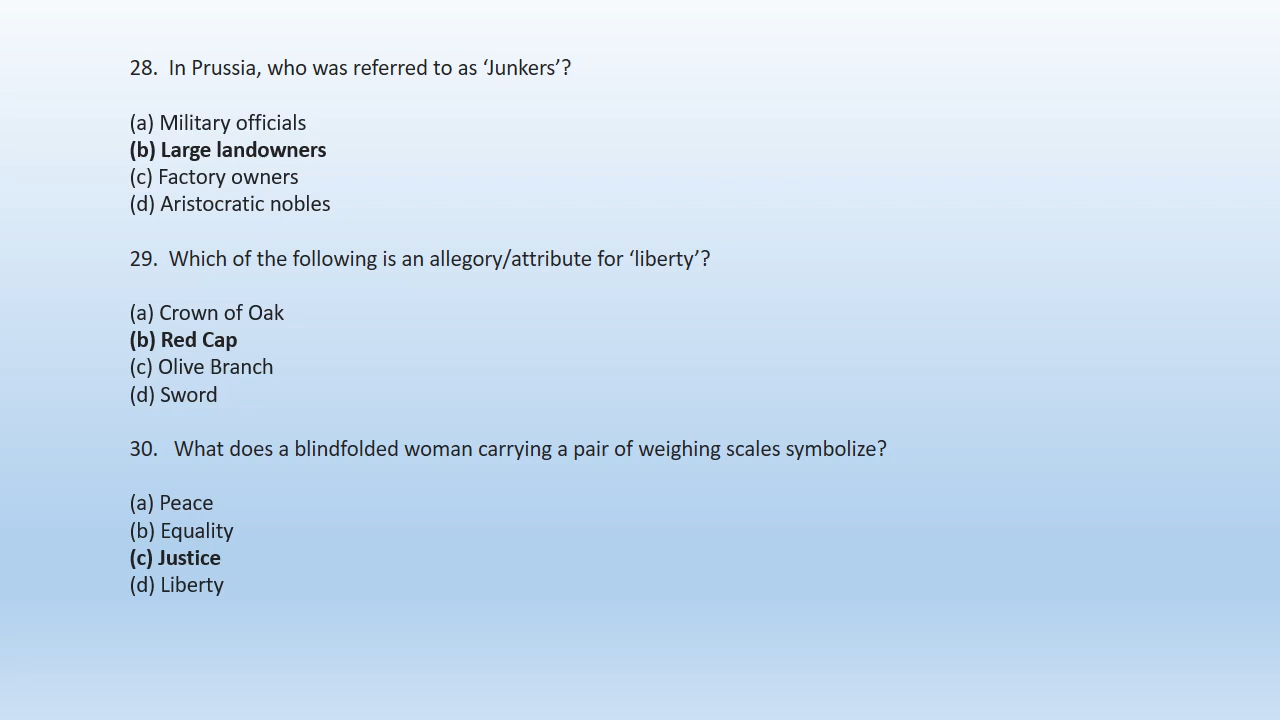 28.  In Prussia, who was referred to as ‘Junkers’?
(a) Military officials
(b) Large landowners
(c) Factory owners
(d) Aristocratic nobles
29.  Which of the following is an allegory/attribute for ‘liberty’?
(a) Crown of Oak
(b) Red Cap
(c) Olive Branch
(d) Sword
30.   What does a blindfolded woman carrying a pair of weighing scales symbolize?
(a) Peace
(b) Equality
(c) Justice
(d) Liberty